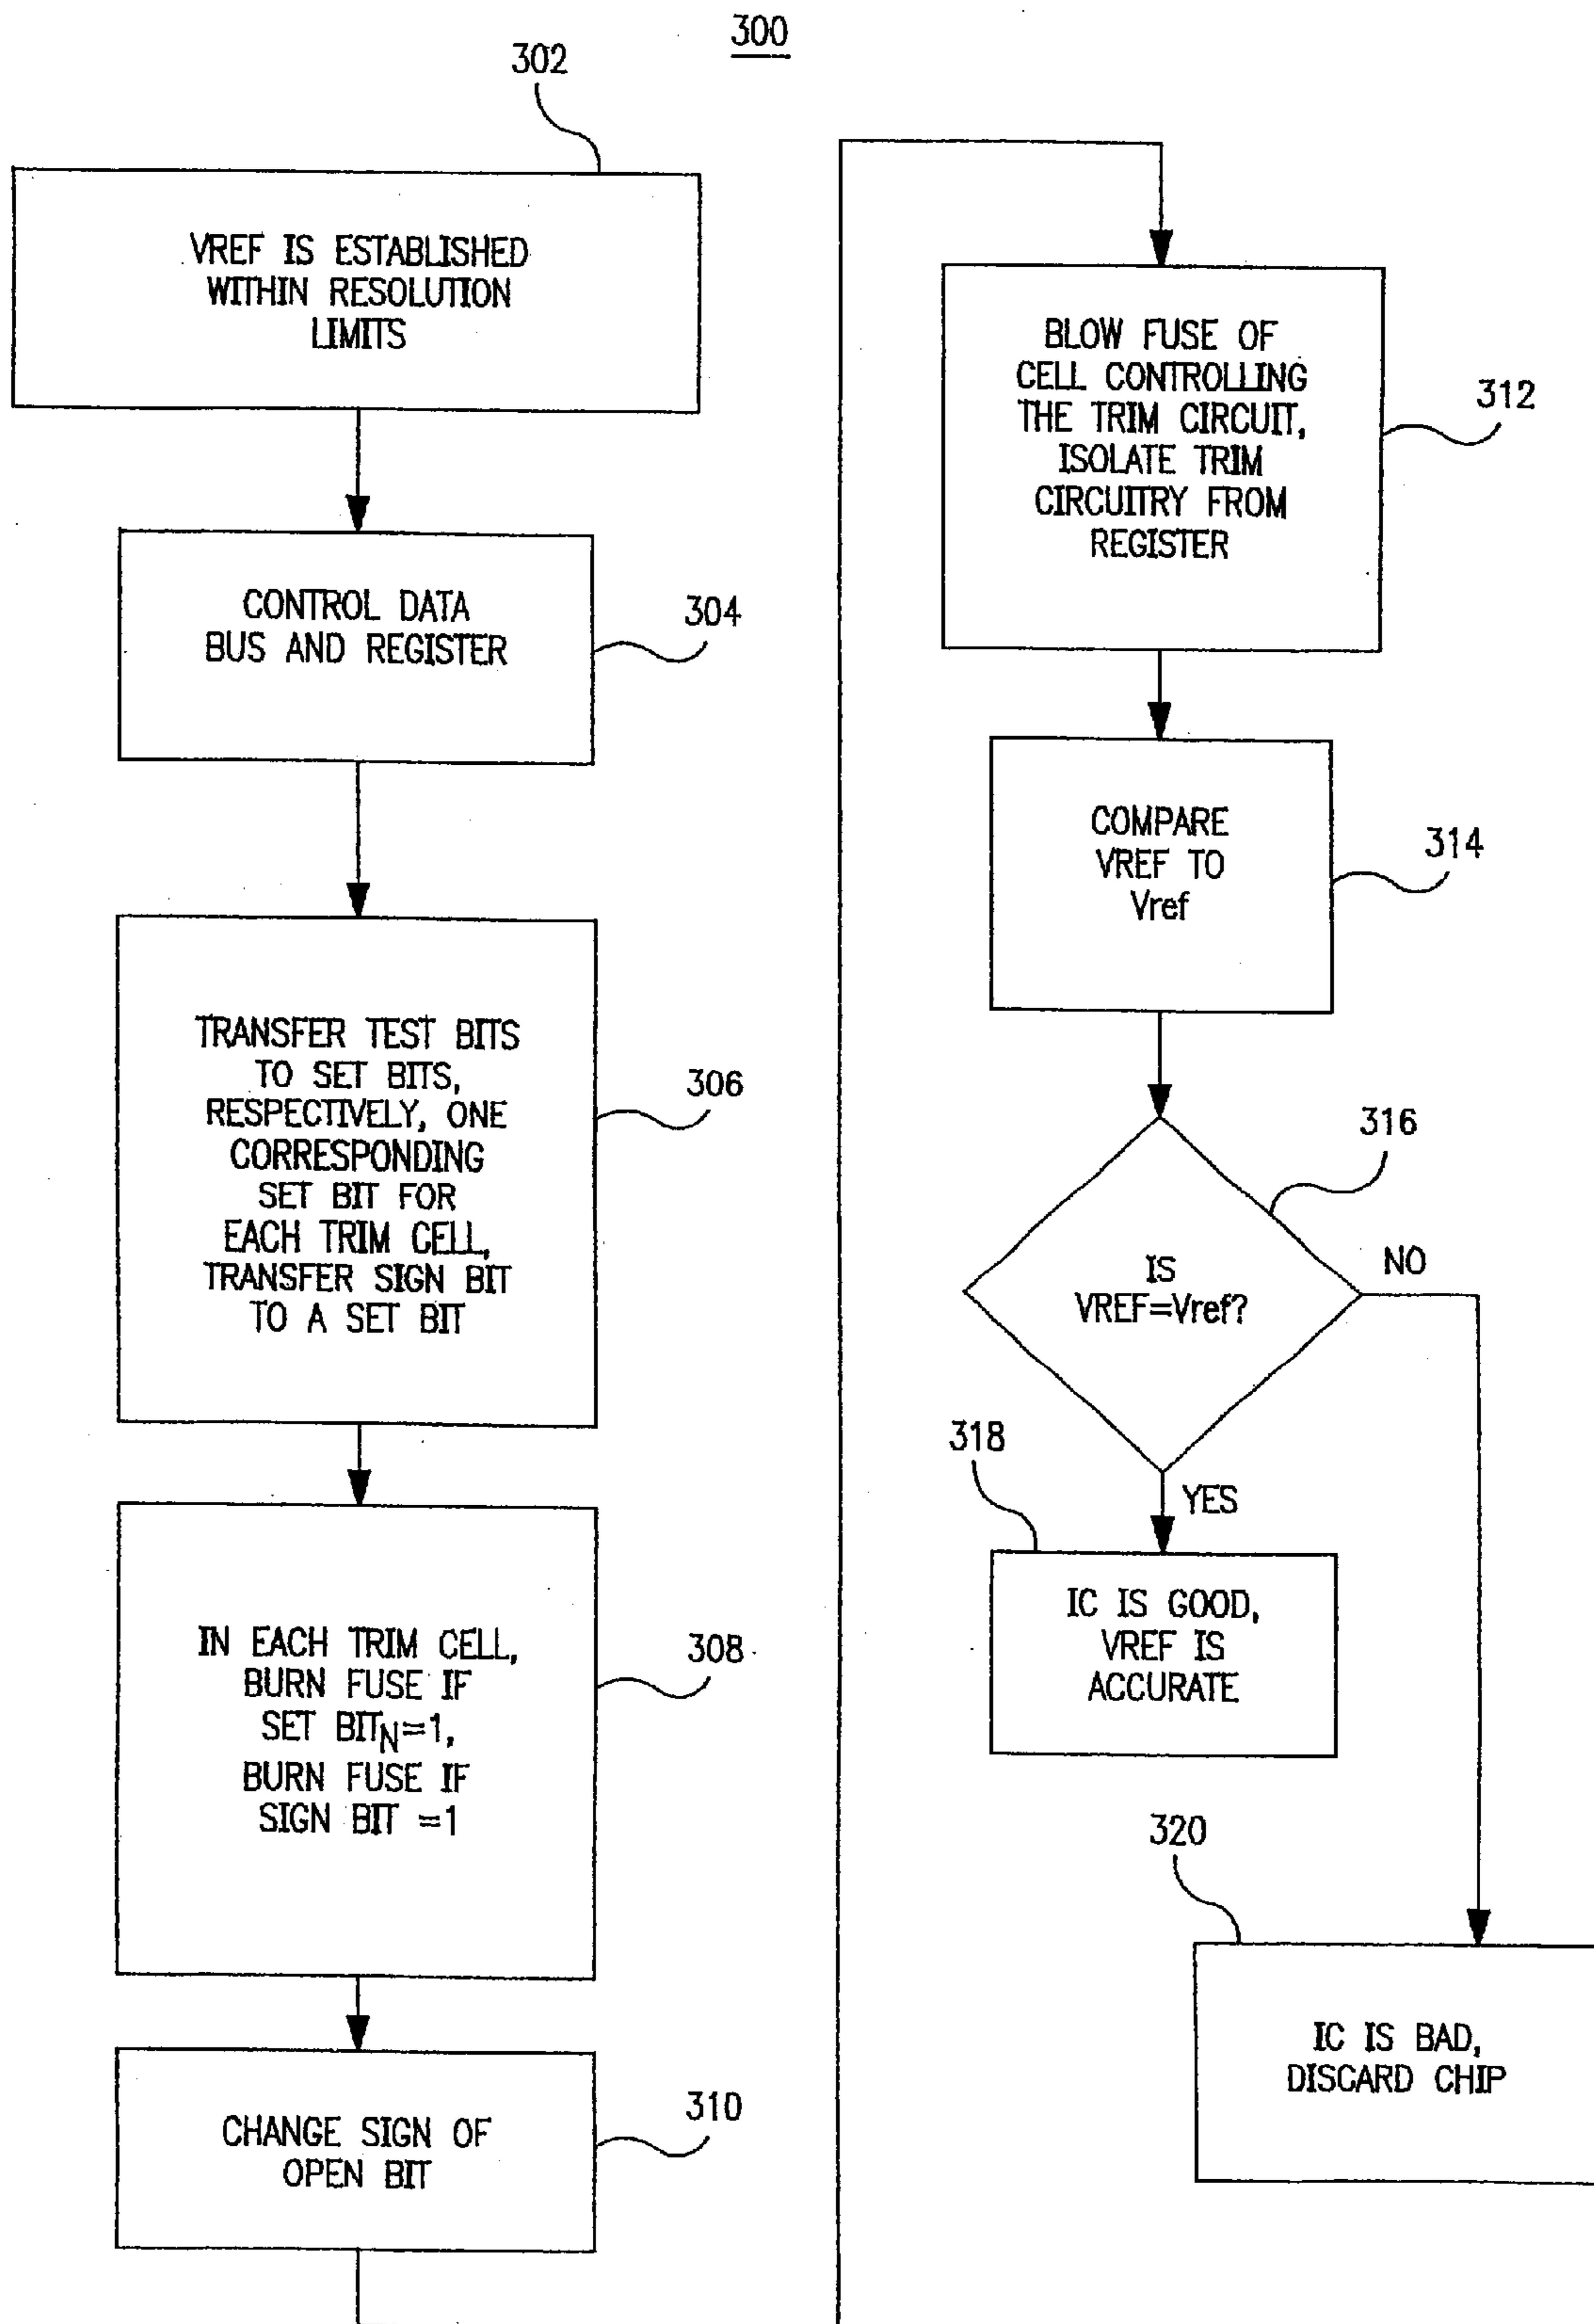 300
302
VREF IS ESTABLISHED
WITHIN RESOLUTION
LIMITS
CONTROL DATA
BUS AND REGISTER
304
TRANSFER TEST BITS
TO SET BITS,
RESPECTIVELY, ONE
CORRESPONDING
SET BIT FOR
EACH TRIM CELL,
TRANSFER SIGN BIT
TO A SET BIT
306
IN EACH TRIM CELL,
BURN FUSE IF
SET BITN=1,
BURN FUSE IF
SIGN BIT =1
308
CHANGE SIGN OF
OPEN BIT
310
BLOW FUSE OF
CELL CONTROLLING
THE TRIM CIRCUIT,
ISOLATE TRIM
CIRCUITRY FROM
REGISTER
312
COMPARE
VREF TO
Vref
314
316
IS
VREF=Vref?
NO
YES
318
IC IS GOOD,
VREF IS
ACCURATE
320
IC IS BAD,
DISCARD CHIP